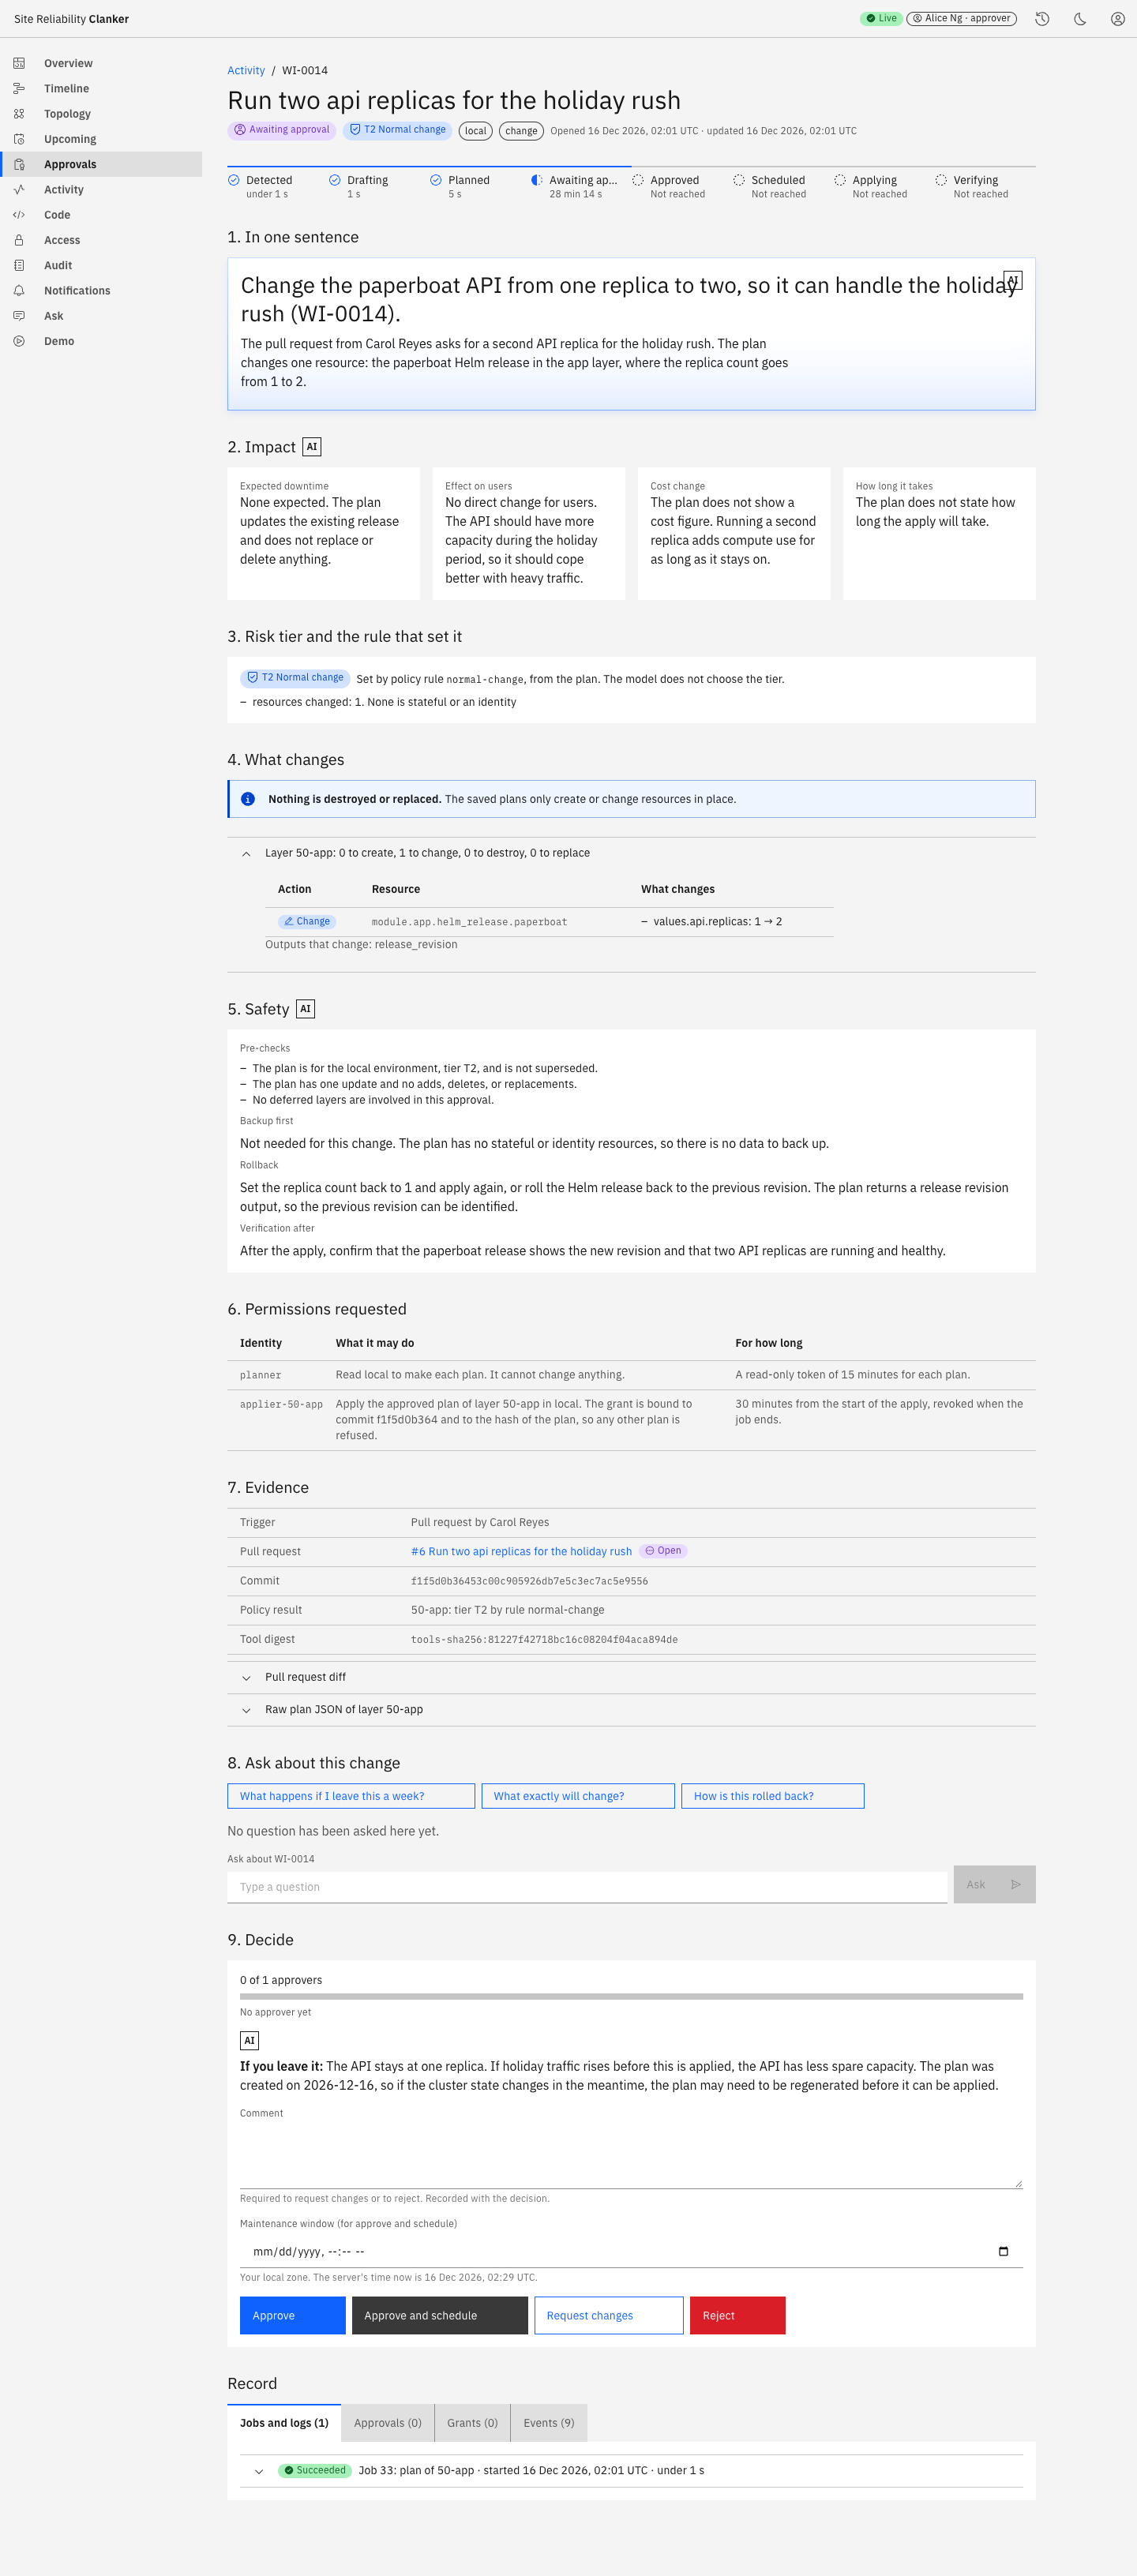 Site Reliability Clanker
Live
Alice Ng · approver
Overview
Timeline
Topology
Upcoming
Approvals
Activity
Code
Access
Audit
Notifications
Ask
Demo
Activity / WI-0014
Run two api replicas for the holiday rush
Awaiting approval T2 Normal change local change Opened 16 Dec 2026, 02:01 UTC · updated 16 Dec 2026, 02:01 UTC
Detected
under 1 s
Drafting
1 s
Planned
5 s
Awaiting ap...
28 min 14 s
Approved
Not reached
Scheduled
Not reached
Applying
Not reached
Verifying
Not reached
1. In one sentence
AI
Change the paperboat API from one replica to two, so it can handle the holiday
rush (WI-0014).
The pull request from Carol Reyes asks for a second API replica for the holiday rush. The plan
changes one resource: the paperboat Helm release in the app layer, where the replica count goes
from 1 to 2.
2. Impact AI
Expected downtime
None expected. The plan
updates the existing release
and does not replace or
delete anything.
Effect on users
No direct change for users.
The API should have more
capacity during the holiday
period, so it should cope
better with heavy traffic.
Cost change
The plan does not show a
cost figure. Running a second
replica adds compute use for
as long as it stays on.
How long it takes
The plan does not state how
long the apply will take.
3. Risk tier and the rule that set it
T2 Normal change Set by policy rule normal-change, from the plan. The model does not choose the tier.
– resources changed: 1. None is stateful or an identity
4. What changes
Nothing is destroyed or replaced. The saved plans only create or change resources in place.
Layer 50-app: 0 to create, 1 to change, 0 to destroy, 0 to replace
Action Resource What changes
Change module.app.helm_release.paperboat – values.api.replicas: 1 → 2
Outputs that change: release_revision
5. Safety AI
Pre-checks
– The plan is for the local environment, tier T2, and is not superseded.
– The plan has one update and no adds, deletes, or replacements.
– No deferred layers are involved in this approval.
Backup first
Not needed for this change. The plan has no stateful or identity resources, so there is no data to back up.
Rollback
Set the replica count back to 1 and apply again, or roll the Helm release back to the previous revision. The plan returns a release revision
output, so the previous revision can be identified.
Verification after
After the apply, confirm that the paperboat release shows the new revision and that two API replicas are running and healthy.
6. Permissions requested
Identity What it may do For how long
planner Read local to make each plan. It cannot change anything. A read-only token of 15 minutes for each plan.
applier-50-app Apply the approved plan of layer 50-app in local. The grant is bound to
commit f1f5d0b364 and to the hash of the plan, so any other plan is
refused.
30 minutes from the start of the apply, revoked when the
job ends.
7. Evidence
Trigger Pull request by Carol Reyes
Pull request #6 Run two api replicas for the holiday rush Open
Commit f1f5d0b36453c00c905926db7e5c3ec7ac5e9556
Policy result 50-app: tier T2 by rule normal-change
Tool digest tools-sha256:81227f42718bc16c08204f04aca894de
Pull request diff
Raw plan JSON of layer 50-app
8. Ask about this change
What happens if I leave this a week? What exactly will change? How is this rolled back?
No question has been asked here yet.
Ask about WI-0014
Type a question
Ask
9. Decide
0 of 1 approvers
No approver yet
AI
If you leave it: The API stays at one replica. If holiday traffic rises before this is applied, the API has less spare capacity. The plan was
created on 2026-12-16, so if the cluster state changes in the meantime, the plan may need to be regenerated before it can be applied.
Comment
Required to request changes or to reject. Recorded with the decision.
Maintenance window (for approve and schedule)
mm/dd/yyyy, --:-- --
Your local zone. The server's time now is 16 Dec 2026, 02:29 UTC.
Approve Approve and schedule Request changes Reject
Record
Jobs and logs (1) Approvals (0) Grants (0) Events (9)
Succeeded Job 33: plan of 50-app · started 16 Dec 2026, 02:01 UTC · under 1 s